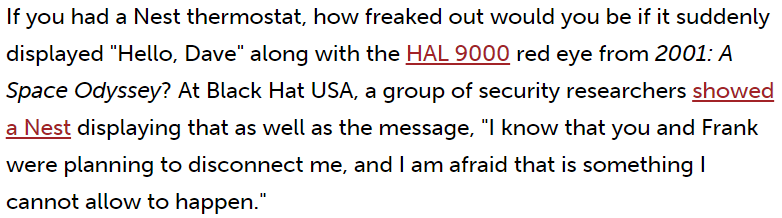 If you had a Nest thermostat, how freaked out would you be if it suddenly
displayed "Hello, Dave" along with the HAL 9000 red eye from 2001: A
Space Odyssey? At Black Hat USA, a group of security researchers showed
a Nest displaying that as well as the message, "I know that you and Frank
were planning to disconnect me, and I am afraid that is something I
cannot allow to happen."